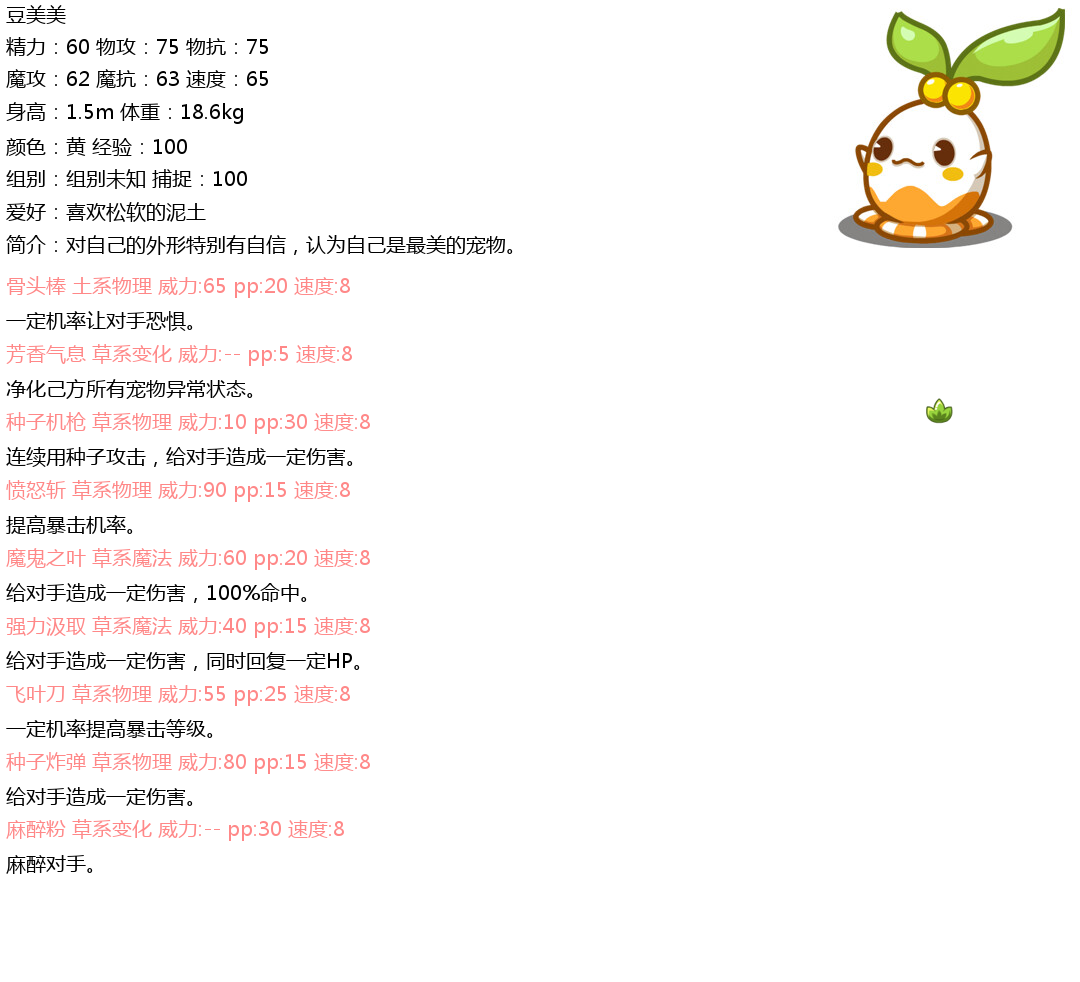 豆美美
精力：60 物攻：75 物抗：75
魔攻：62 魔抗：63 速度：65
身高：1.5m 体重：18.6kg
颜色：黄 经验：100
组别：组别未知 捕捉：100
爱好：喜欢松软的泥土
简介：对自己的外形特别有自信，认为自己是最美的宠物。
骨头棒 土系物理 威力:65 pp:20 速度:8
一定机率让对手恐惧。
芳香气息 草系变化 威力:-- pp:5 速度:8
净化己方所有宠物异常状态。
种子机枪 草系物理 威力:10 pp:30 速度:8
连续用种子攻击，给对手造成一定伤害。
愤怒斩 草系物理 威力:90 pp:15 速度:8
提高暴击机率。
魔鬼之叶 草系魔法 威力:60 pp:20 速度:8
给对手造成一定伤害，100%命中。
强力汲取 草系魔法 威力:40 pp:15 速度:8
给对手造成一定伤害，同时回复一定HP。
飞叶刀 草系物理 威力:55 pp:25 速度:8
一定机率提高暴击等级。
种子炸弹 草系物理 威力:80 pp:15 速度:8
给对手造成一定伤害。
麻醉粉 草系变化 威力:-- pp:30 速度:8
麻醉对手。